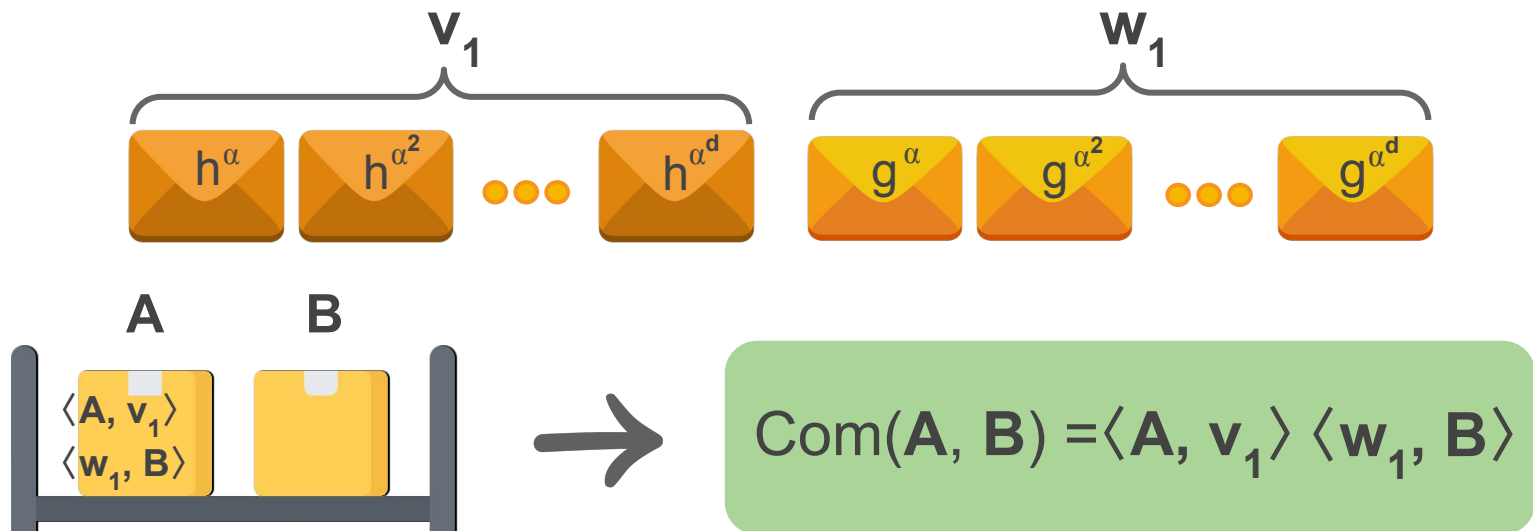 v₁ w₁
h^α h^α² h^α^d g^α g^α² g^α^d
A B
⟨A, v₁⟩
⟨w₁, B⟩
Com(A, B) =⟨A, v₁⟩ ⟨w₁, B⟩